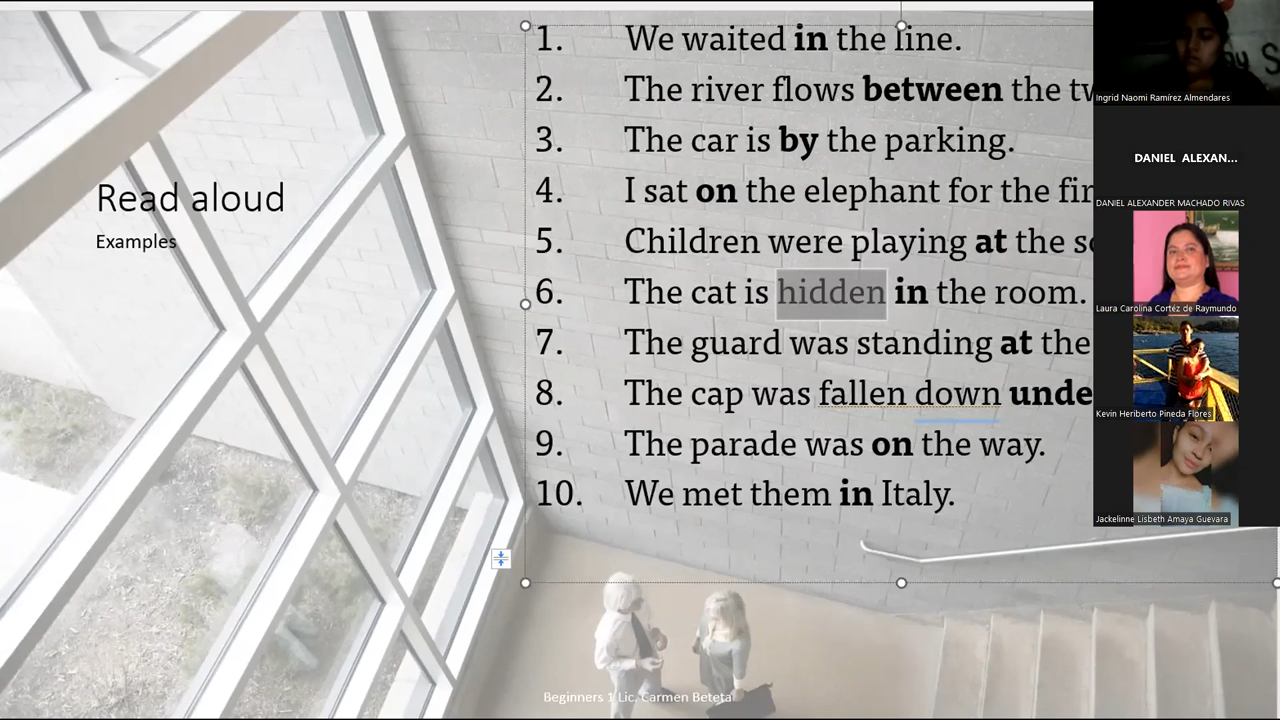 Read aloud
Examples
1. We waited in the line.
2. The river flows between the tw
3. The car is by the parking.
4. I sat on the elephant for the fir
5. Children were playing at the sc
6. The cat is hidden in the room.
7. The guard was standing at the
8. The cap was fallen down unde
9. The parade was on the way.
10. We met them in Italy.
Beginners 1 Lic. Carmen Beteta
Ingrid Naomi Ramírez Almendares
DANIEL ALEXAN...
DANIEL ALEXANDER MACHADO RIVAS
Laura Carolina Cortéz de Raymundo
Kevin Heriberto Pineda Flores
Jackelinne Lisbeth Amaya Guevara